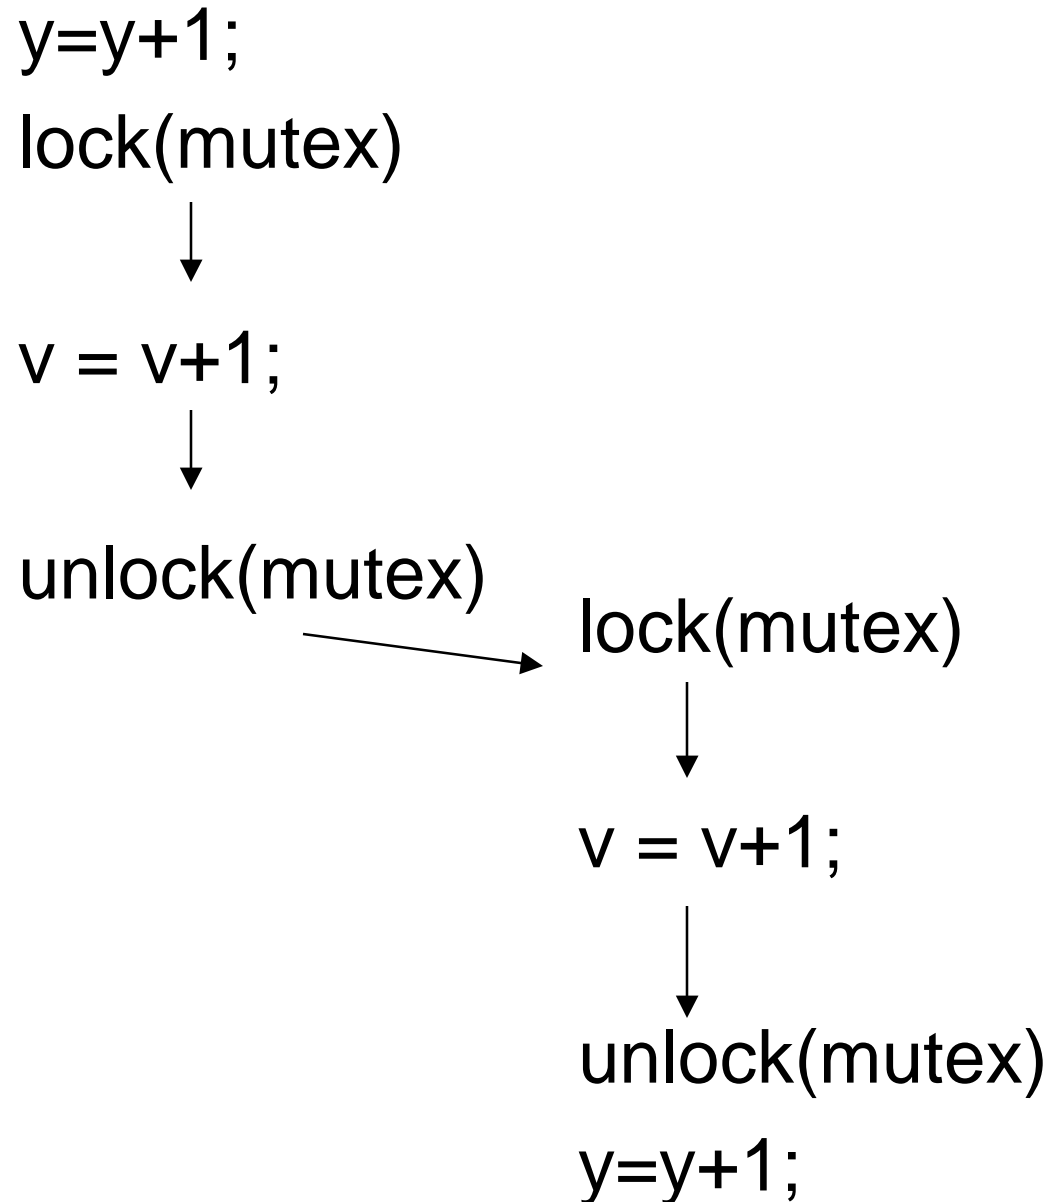 y=y+1;
lock(mutex)
v = v+1;
unlock(mutex)
lock(mutex)
v = v+1;
unlock(mutex)
y=y+1;